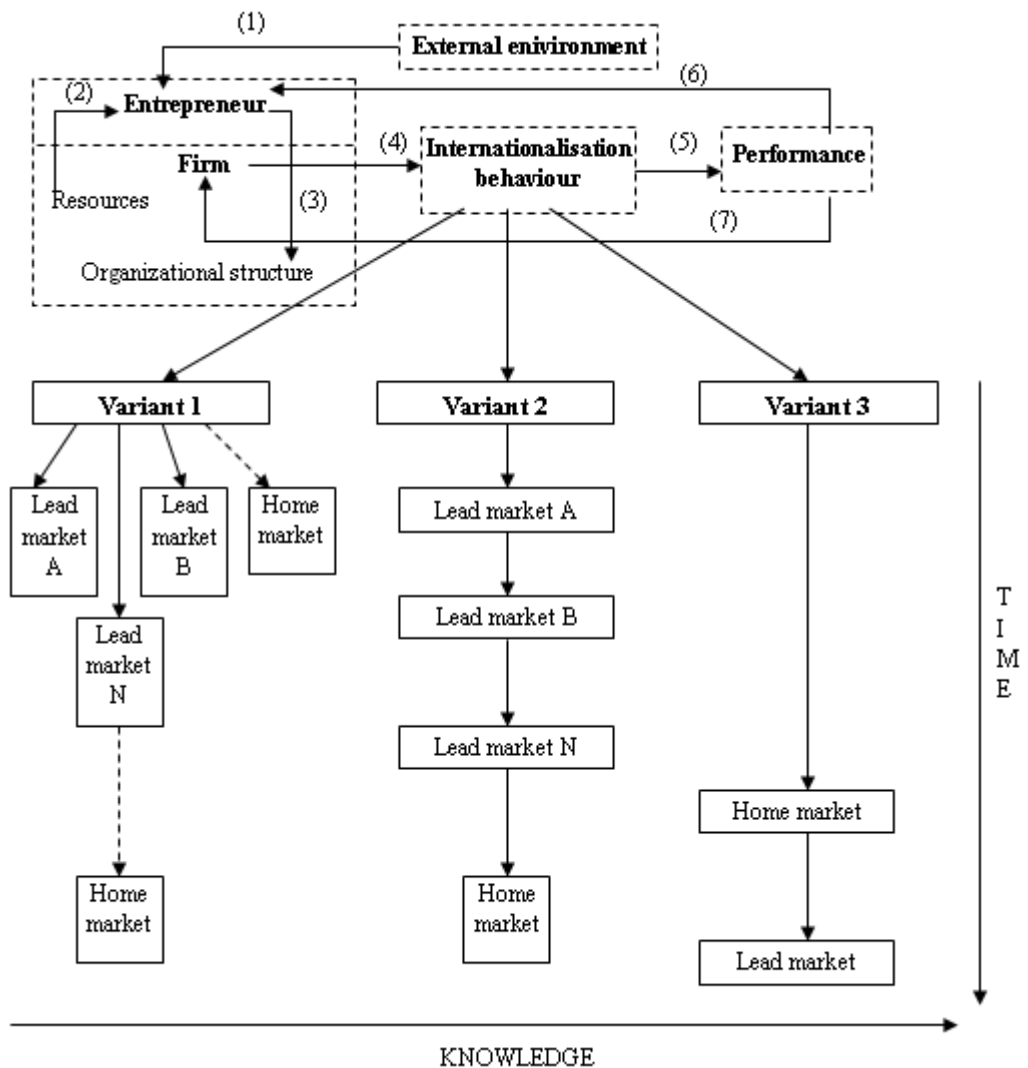 (1)
External enivironment
(6)
(2)
Entrepreneur
(4)
Internationalisation
behaviour
(5)
Performance
Firm
Resources
(3)
(7)
Organizational structure
Variant 1
Variant 2
Variant 3
Lead
market
A
Lead
market
B
Home
market
Lead market A
Lead market B
Lead
market
N
Lead market N
Home market
Home
market
Home
market
Lead market
T
I
M
E
KNOWLEDGE